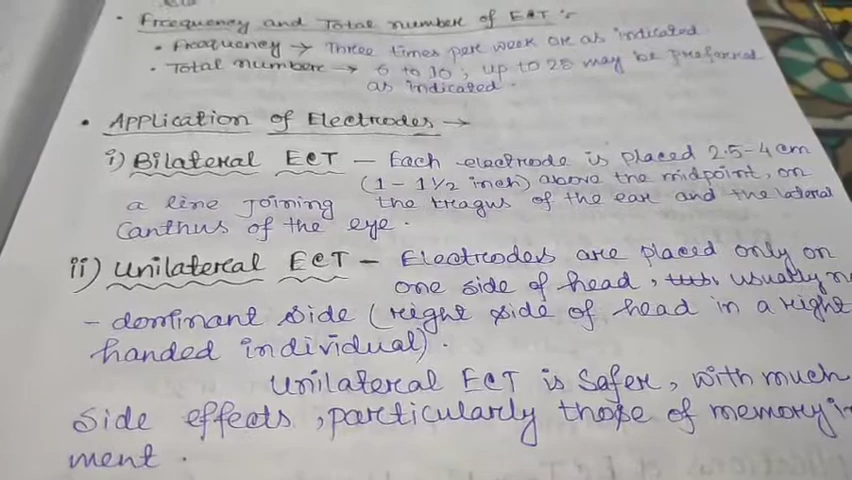 • Frequency and Total number of ECT :
• Frequency → Three times per week or as indicated
• Total number → 6 to 10, up to 25 may be preferred
as indicated.
• Application of Electrodes →
i) Bilateral ECT - Each electrode is placed 2.5-4 cm
(1 - 1 1/2 inch) above the midpoint, on
a line joining the tragus of the ear and the lateral
Canthus of the eye.
ii) Unilateral ECT - Electrodes are placed only on
one side of head, usually n
- dominant side (right side of head in a right
handed individual).
Unilateral ECT is Safer, with much
side effects, particularly those of memory i
ment.